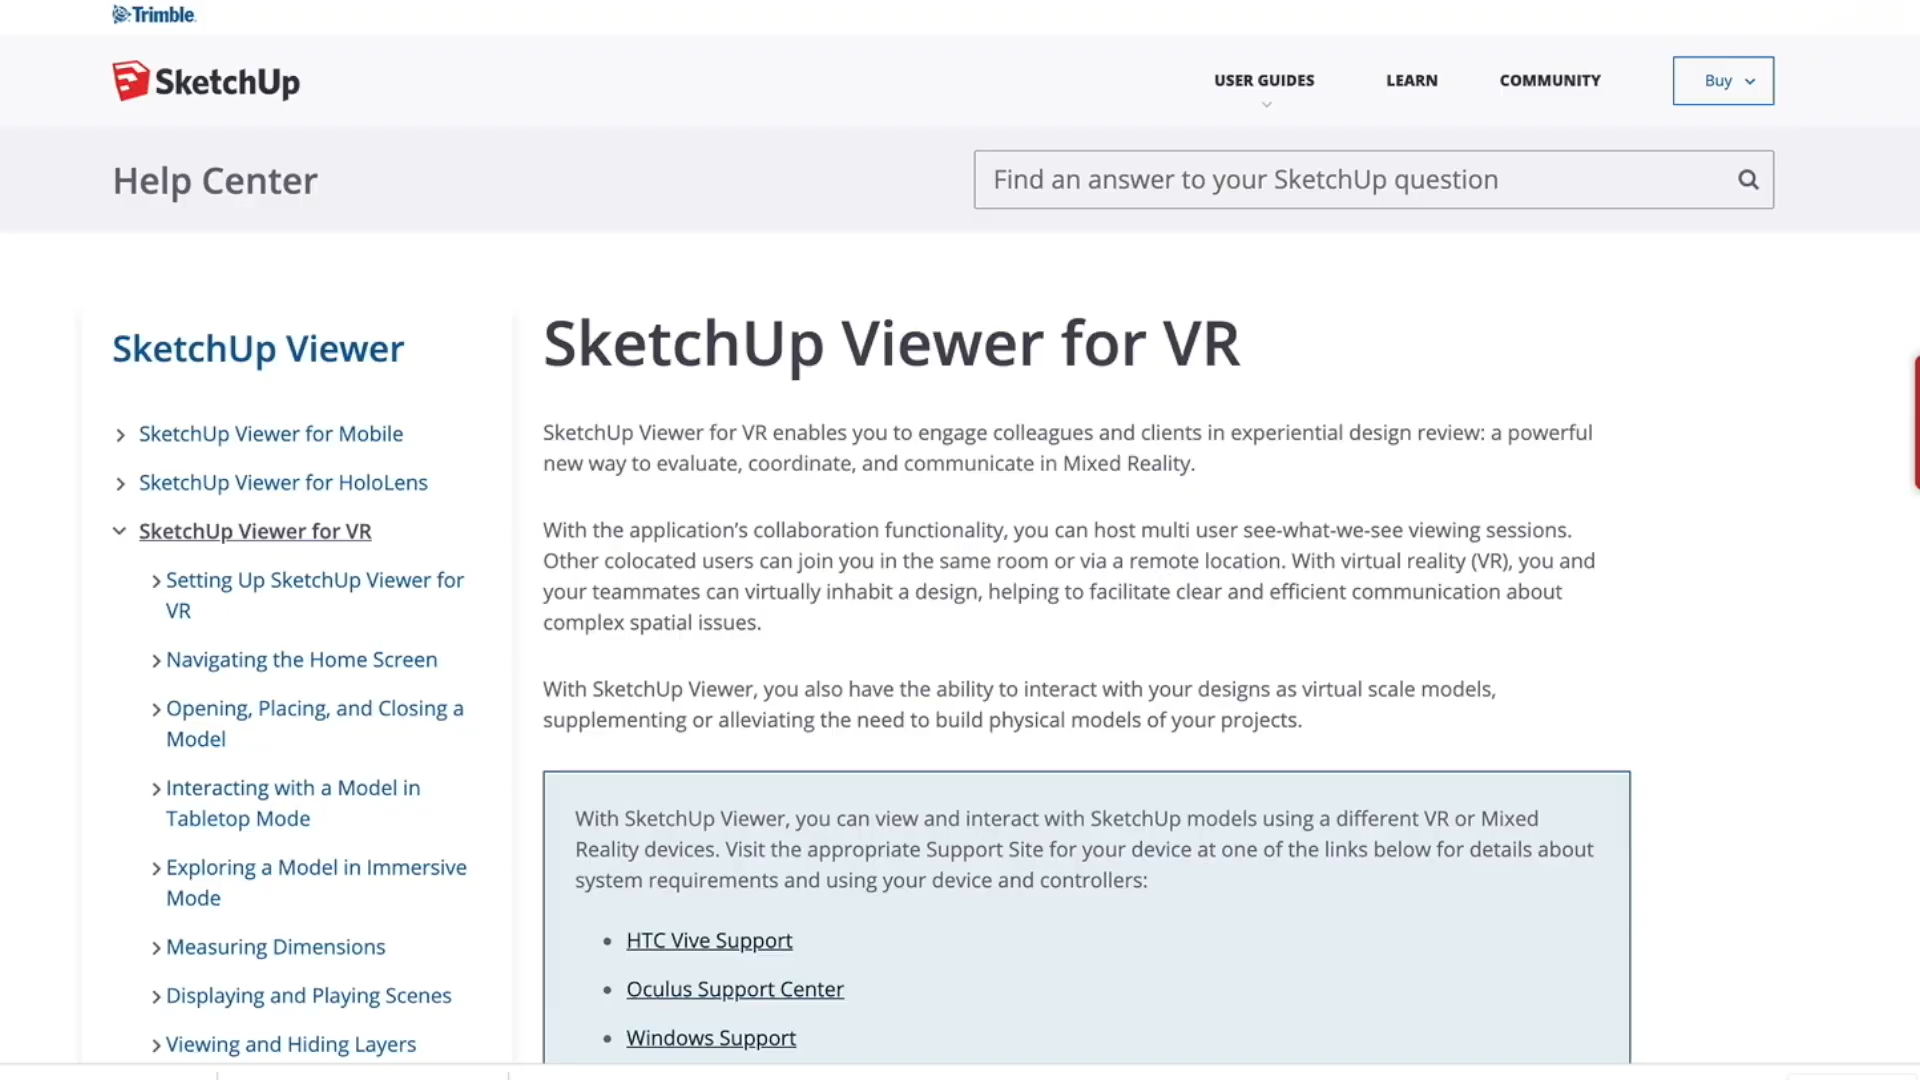 Trimble
SketchUp
USER GUIDES
LEARN
COMMUNITY
Buy
Help Center
Find an answer to your SketchUp question
SketchUp Viewer
SketchUp Viewer for Mobile
SketchUp Viewer for HoloLens
SketchUp Viewer for VR
Setting Up SketchUp Viewer for
VR
Navigating the Home Screen
Opening, Placing, and Closing a
Model
Interacting with a Model in
Tabletop Mode
Exploring a Model in Immersive
Mode
Measuring Dimensions
Displaying and Playing Scenes
Viewing and Hiding Layers
SketchUp Viewer for VR
SketchUp Viewer for VR enables you to engage colleagues and clients in experiential design review: a powerful
new way to evaluate, coordinate, and communicate in Mixed Reality.
With the application’s collaboration functionality, you can host multi user see-what-we-see viewing sessions.
Other colocated users can join you in the same room or via a remote location. With virtual reality (VR), you and
your teammates can virtually inhabit a design, helping to facilitate clear and efficient communication about
complex spatial issues.
With SketchUp Viewer, you also have the ability to interact with your designs as virtual scale models,
supplementing or alleviating the need to build physical models of your projects.
With SketchUp Viewer, you can view and interact with SketchUp models using a different VR or Mixed
Reality devices. Visit the appropriate Support Site for your device at one of the links below for details about
system requirements and using your device and controllers:
HTC Vive Support
Oculus Support Center
Windows Support